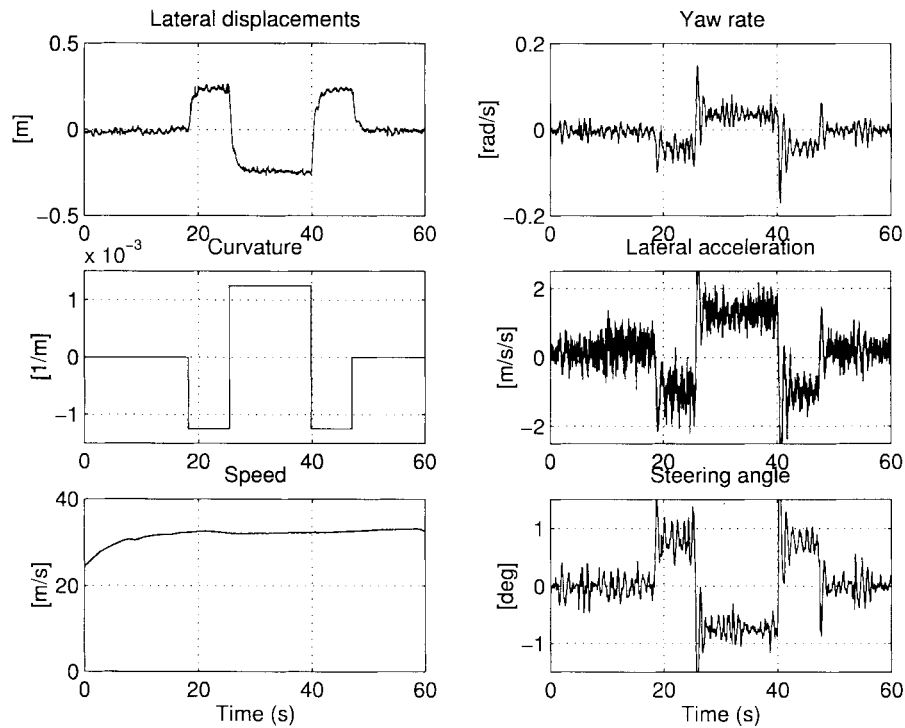 Lateral displacements
0.5
0
−0.5
[m]
0 20 40 60
Yaw rate
0.2
0
−0.2
[rad/s]
0 20 40 60
Curvature
x 10⁻³
1
0
−1
[1/m]
0 20 40 60
Lateral acceleration
2
0
−2
[m/s/s]
0 20 40 60
Speed
40
20
0
[m/s]
0 20 40 60
Time (s)
Steering angle
1
0
−1
[deg]
0 20 40 60
Time (s)